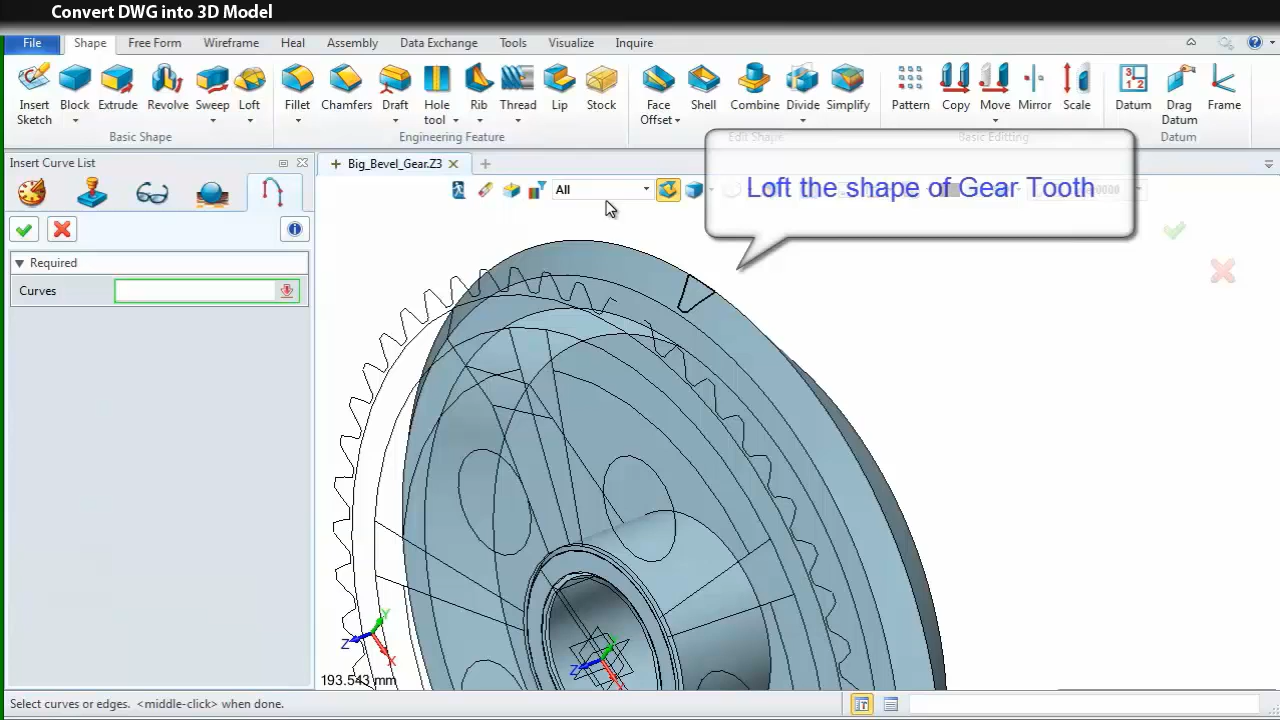 Convert DWG into 3D Model
File Shape Free Form Wireframe Heal Assembly Data Exchange Tools Visualize Inquire
Insert Sketch Block Extrude Revolve Sweep Loft Fillet Chamfers Draft Hole tool Rib Thread Lip Stock Face Offset Shell Combine Divide Simplify Pattern Copy Move Mirror Scale Datum Drag Datum Frame
Basic Shape Engineering Feature Edit Shape Basic Editing Datum
Insert Curve List
Big_Bevel_Gear.Z3
All
Loft the shape of Gear Tooth
Required
Curves
Y
Z
X
Y
Z
193.543 mm
Select curves or edges. <middle-click> when done.